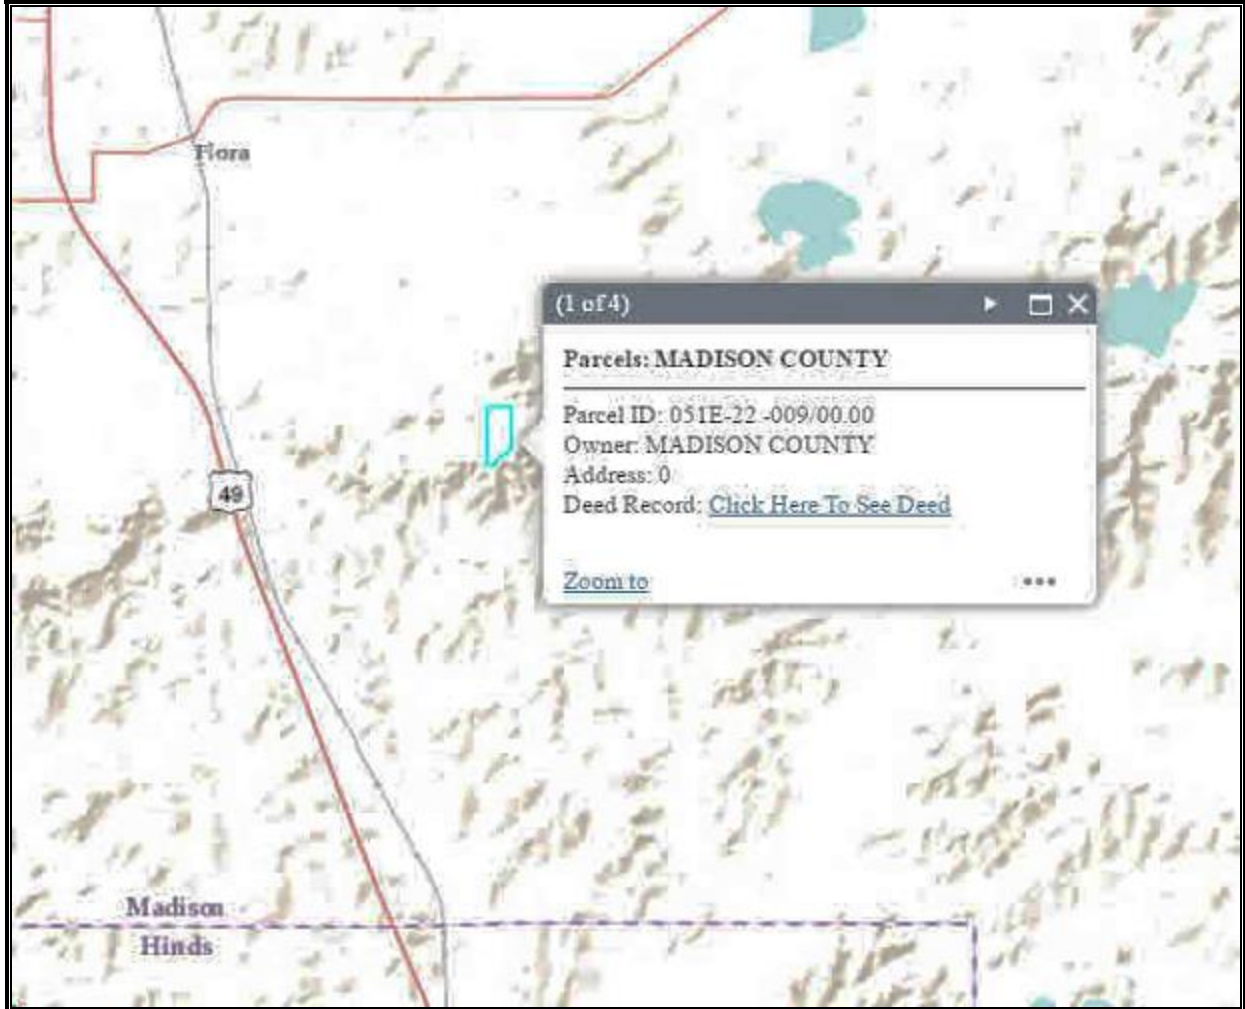 Flora
(1 of 4)
Parcels: MADISON COUNTY
Parcel ID: 051E-22 -009/00.00
Owner: MADISON COUNTY
Address: 0
Deed Record: Click Here To See Deed
49
Zoom to
Madison
Hinds